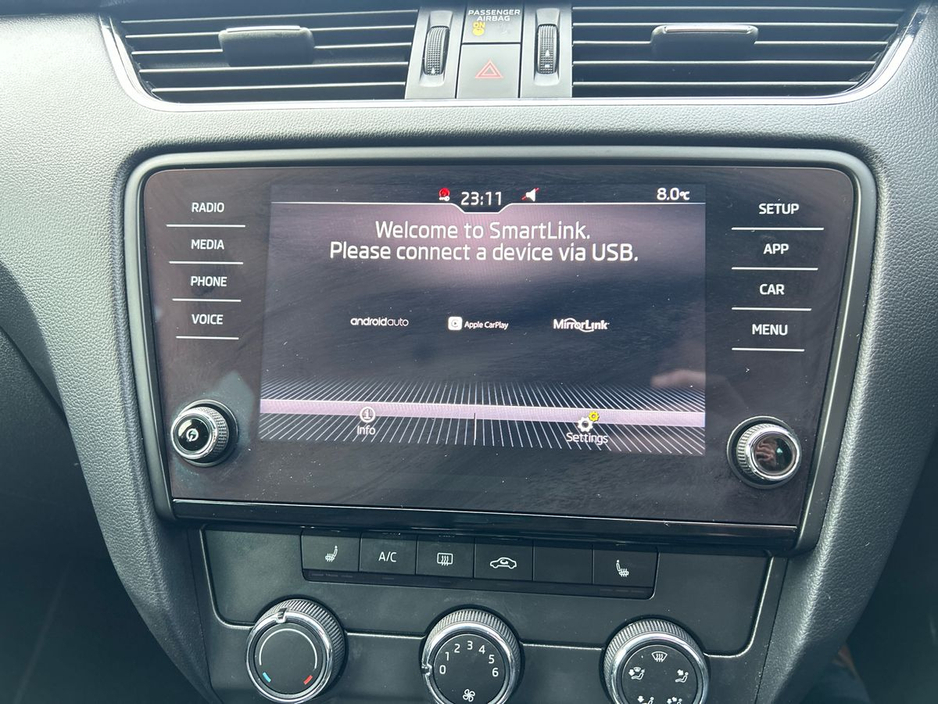 PASSENGER
AIRBAG
ON
23:11
8.0°C
RADIO
MEDIA
PHONE
VOICE
Welcome to SmartLink.
Please connect a device via USB.
androidauto
Apple CarPlay
MirrorLink
Info
Settings
SETUP
APP
CAR
MENU
A/C
0 1 2 3 4 5 6